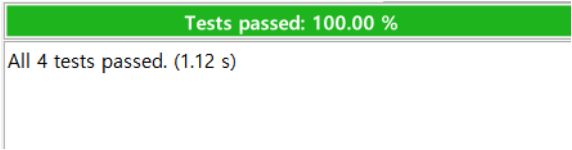 Tests passed: 100.00 %
All 4 tests passed. (1.12 s)